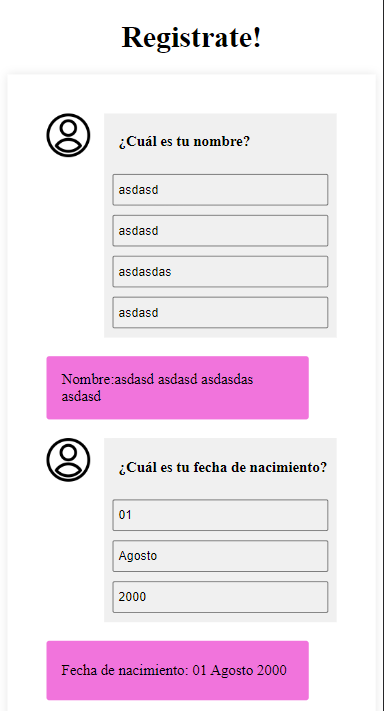 Registrate!
¿Cuál es tu nombre?
asdasd
asdasd
asdasdas
asdasd
Nombre:asdasd asdasd asdasdas
asdasd
¿Cuál es tu fecha de nacimiento?
01
Agosto
2000
Fecha de nacimiento: 01 Agosto 2000